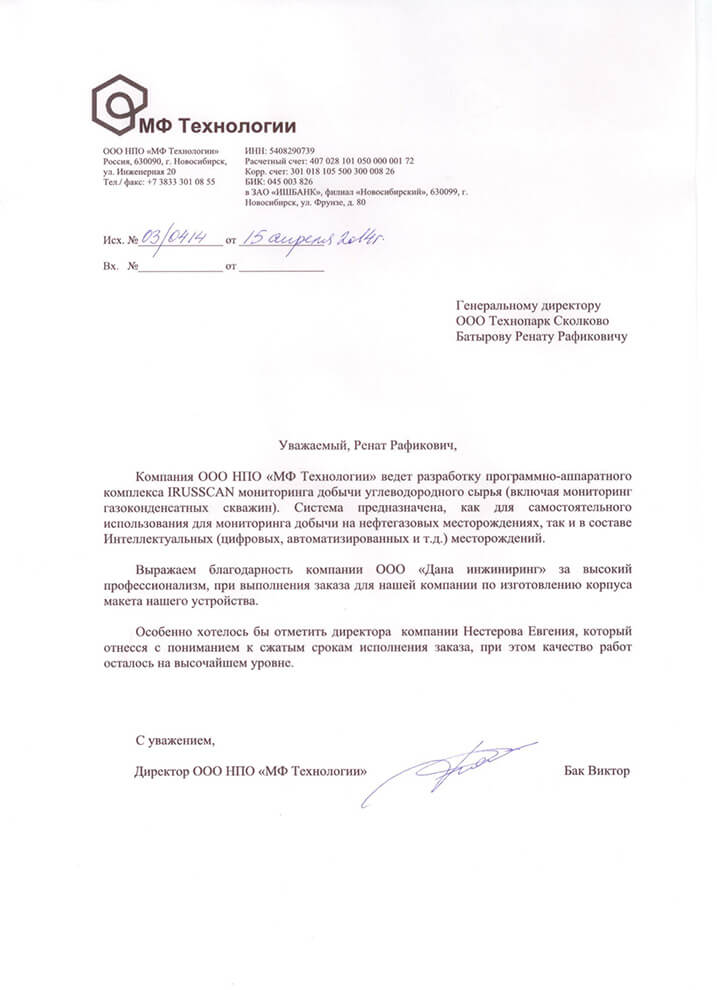 МФ Технологии
ООО НПО «МФ Технологии»
Россия, 630090, г. Новосибирск,
ул. Инженерная 20
Тел./ факс: +7 3833 301 08 55
ИНН: 5408290739
Расчетный счет: 407 028 101 050 000 001 72
Корр. счет: 301 018 105 500 300 008 26
БИК: 045 003 826
в ЗАО «ИШБАНК», филиал «Новосибирский», 630099, г.
Новосибирск, ул. Фрунзе, д. 80
Исх. № 03/0414 от 15 апреля 2014г.
Вх. №______________ от ______________
Генеральному директору
ООО Технопарк Сколково
Батырову Ренату Рафиковичу
Уважаемый, Ренат Рафикович,
Компания ООО НПО «МФ Технологии» ведет разработку программно-аппаратного
комплекса IRUSSCAN мониторинга добычи углеводородного сырья (включая мониторинг
газоконденсатных скважин). Система предназначена, как для самостоятельного
использования для мониторинга добычи на нефтегазовых месторождениях, так и в составе
Интеллектуальных (цифровых, автоматизированных и т.д.) месторождений.
Выражаем благодарность компании ООО «Дана инжиниринг» за высокий
профессионализм, при выполнения заказа для нашей компании по изготовлению корпуса
макета нашего устройства.
Особенно хотелось бы отметить директора компании Нестерова Евгения, который
отнесся с пониманием к сжатым срокам исполнения заказа, при этом качество работ
осталось на высочайшем уровне.
С уважением,
Директор ООО НПО «МФ Технологии» Бак Виктор